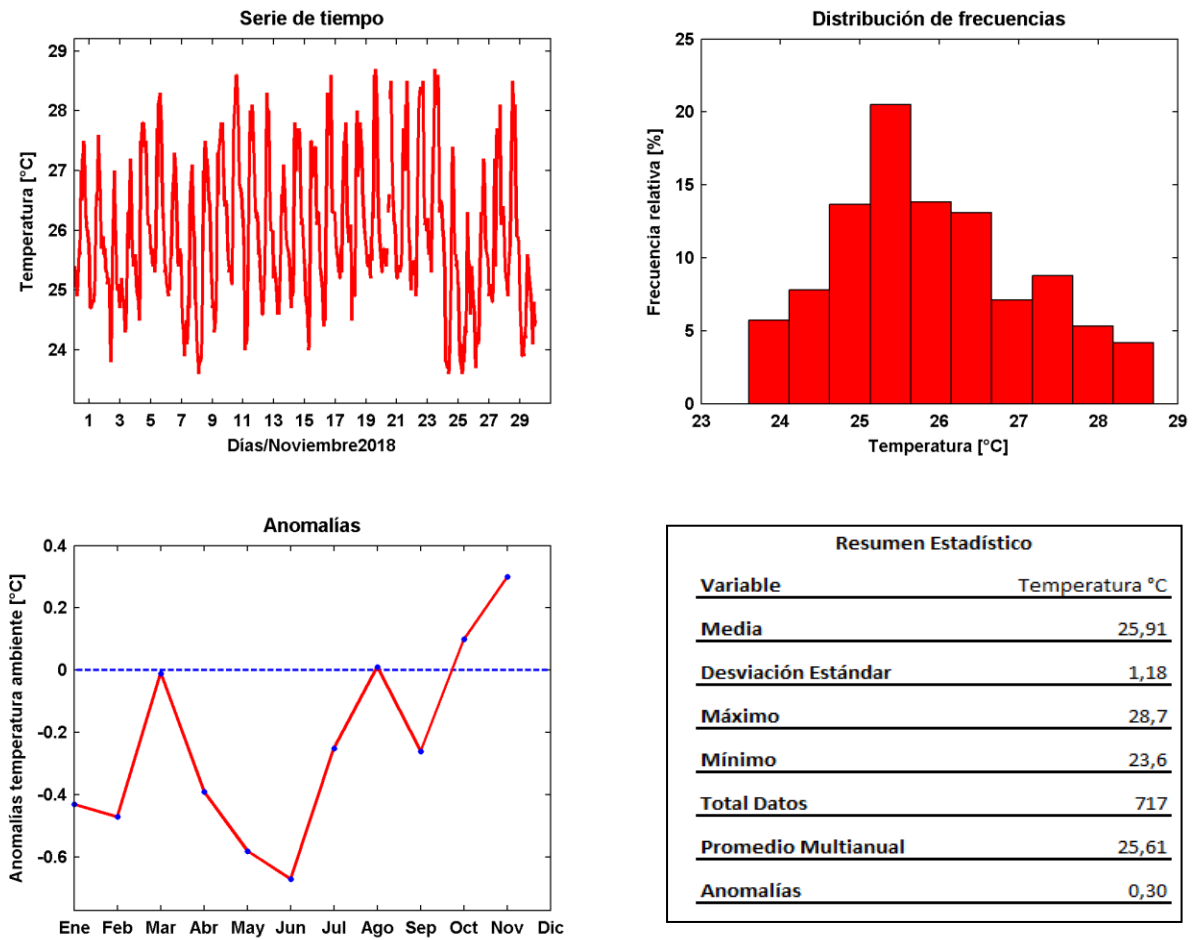 Serie de tiempo
29
28
27
26
25
24
Temperatura [°C]
1 3 5 7 9 11 13 15 17 19 21 23 25 27 29
Días/Noviembre2018
Distribución de frecuencias
25
20
15
10
5
0
Frecuencia relativa [%]
23 24 25 26 27 28 29
Temperatura [°C]
Anomalías
0.4
0.2
0
-0.2
-0.4
-0.6
Anomalías temperatura ambiente [°C]
Ene Feb Mar Abr May Jun Jul Ago Sep Oct Nov Dic
Resumen Estadístico
Variable Temperatura °C
Media 25,91
Desviación Estándar 1,18
Máximo 28,7
Mínimo 23,6
Total Datos 717
Promedio Multianual 25,61
Anomalías 0,30